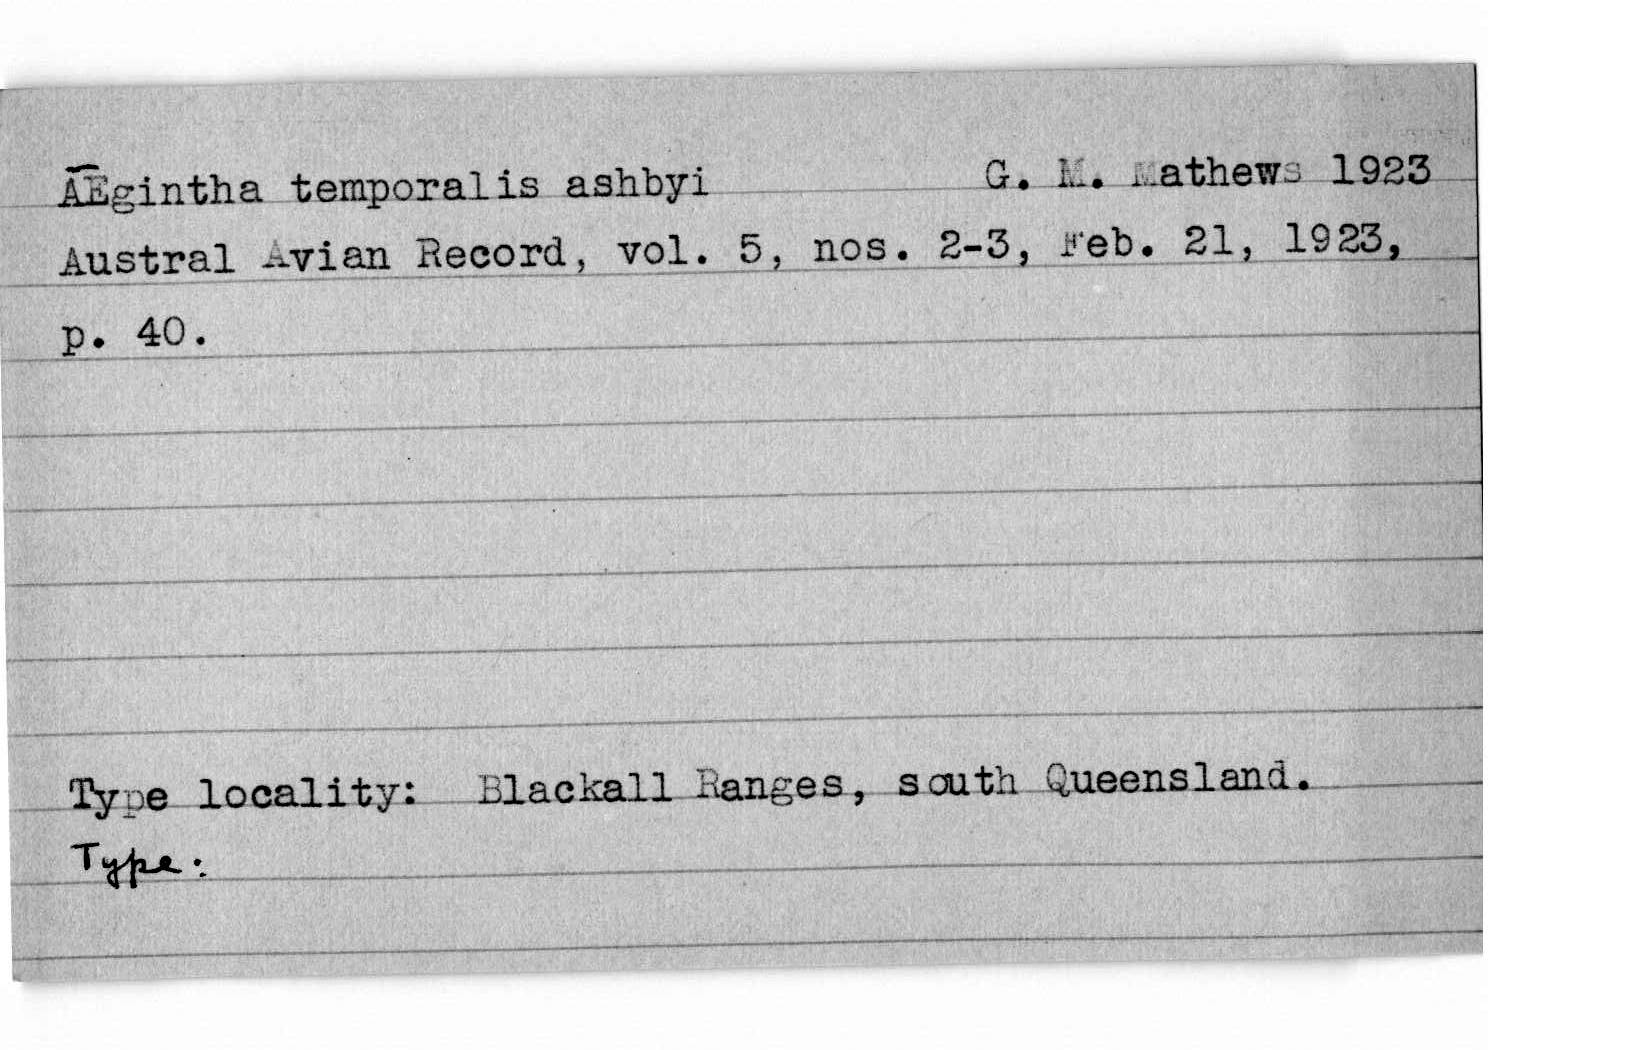 AEgintha temporalis ashbyi G. M. Mathews 1923
Austral Avian Record, vol. 5, nos. 2-3, Feb. 21, 1923,
p. 40.
Type locality: Blackall Ranges, south Queensland.
Type: